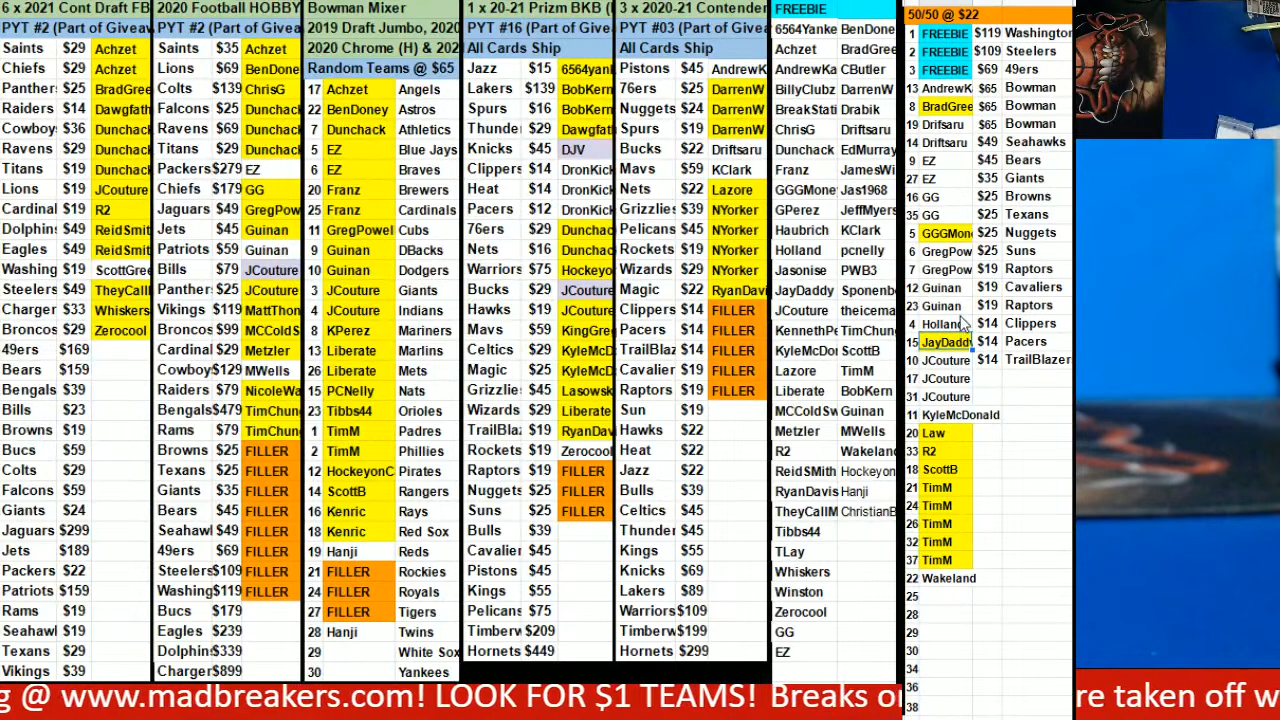 6 x 2021 Cont Draft FB
PYT #2 (Part of Givea
Saints $29 Achzet
Chiefs $29 Achzet
Panther $25 BradGree
Raiders $14 Dawgfath
Cowboy $36 Dunchack
Ravens $29 Dunchack
Titans $19 Dunchack
Lions $19 JCouture
Cardinal $19 R2
Dolphin $49 ReidSmit
Eagles $49 ReidSmit
Washing $19 ScottGree
Steelers $49 TheyCall
Charger $33 Whiskers
Broncos $29 Zerocool
49ers $169
Bears $159
Bengals $39
Bills $23
Browns $19
Bucs $59
Colts $29
Falcons $59
Giants $24
Jaguars $299
Jets $189
Packers $22
Patriots $159
Rams $19
Seahawl $19
Texans $29
Vikings $39
2020 Football HOBBY
PYT #2 (Part of Giveav
Saints $35 Achzet
Lions $69 BenDone
Colts $139 ChrisG
Falcons $25 Dunchack
Ravens $69 Dunchack
Titans $29 Dunchack
Packers $279 EZ
Chiefs $179 GG
Jaguars $49 GregPow
Jets $45 Guinan
Patriots $59 Guinan
Bills $79 JCouture
Panther $25 JCouture
Vikings $119 MattThon
Broncos $99 MCColdS
Cardinal $29 Metzler
Cowboy $129 MWells
Raiders $79 NicoleWa
Bengals $479 TimChung
Rams $79 TimChung
Browns $25 FILLER
Texans $25 FILLER
Giants $35 FILLER
Bears $45 FILLER
Seahawl $49 FILLER
49ers $69 FILLER
Steelers $109 FILLER
Washing $119 FILLER
Bucs $179
Eagles $239
Dolphin $339
Charger $899
Bowman Mixer
2019 Draft Jumbo, 2020
2020 Chrome (H) & 202
Random Teams @ $65
17 Achzet Angels
22 BenDoney Astros
7 Dunchack Athletics
5 EZ Blue Jays
6 EZ Braves
20 Franz Brewers
25 Franz Cardinals
11 GregPowel Cubs
9 Guinan DBacks
10 Guinan Dodgers
3 JCouture Giants
4 JCouture Indians
8 KPerez Mariners
13 Liberate Marlins
26 Liberate Mets
15 PCNelly Nats
23 Tibbs44 Orioles
1 TimM Padres
2 TimM Phillies
12 HockeyonC Pirates
14 ScottB Rangers
16 Kenric Rays
18 Kenric Red Sox
19 Hanji Reds
21 FILLER Rockies
24 FILLER Royals
27 FILLER Tigers
28 Hanji Twins
29 White Sox
30 Yankees
1 x 20-21 Prizm BKB (
PYT #16 (Part of Givea
All Cards Ship
Jazz $15 6564yank
Lakers $139 BobKern
Spurs $16 BobKern
Thunder $29 Dawgfath
Knicks $45 DJV
Clippers $14 DronKick
Heat $14 DronKick
Pacers $12 DronKick
76ers $29 Dunchac
Nets $16 Dunchac
Warriors $75 Hockeyo
Bucks $29 JCouture
Hawks $19 JCouture
Mavs $59 KingGreg
Celtics $29 KyleMcD
Magic $25 KyleMcD
Grizzlies $45 Lasowsk
Wizards $29 Liberate
TrailBla $19 RyanDav
Rockets $19 Zerocool
Raptors $19 FILLER
Nuggets $25 FILLER
Suns $25 FILLER
Bulls $39
Cavalier $45
Pistons $45
Kings $55
Pelicans $75
Timberw $209
Hornets $449
3 x 2020-21 Contender
PYT #03 (Part of Givea
All Cards Ship
Pistons $45 AndrewK
76ers $25 DarrenW
Nuggets $24 DarrenW
Spurs $19 DarrenW
Bucks $22 Driftsaru
Mavs $59 KClark
Nets $22 Lazore
Grizzlies $39 NYorker
Pelicans $45 NYorker
Rockets $19 NYorker
Wizards $29 NYorker
Magic $22 RyanDavi
Clippers $14 FILLER
Pacers $14 FILLER
TrailBlaz $14 FILLER
Cavalier $19 FILLER
Raptors $19 FILLER
Sun $19
Hawks $22
Heat $22
Jazz $22
Bulls $39
Celtics $45
Thunder $45
Kings $55
Knicks $69
Lakers $89
Warriors $109
Timberw $199
Hornets $299
FREEBIE
6564Yanke BenDone
Achzet BradGree
AndrewKa CButler
BillyClubz DarrenW
BreakStati Drabik
ChrisG Driftsaru
Dunchack EdMurray
Franz JamesWi
GGGMoney Jas1968
GPerez JeffMyers
Haubrich KClark
Holland pcnelly
Jasonise PWB3
JayDaddy Sponenb
JCouture theicema
KennethPe TimChung
KyleMcDor ScottB
Lazore TimM
Liberate BobKern
MCColdSw Guinan
Metzler MWells
R2 Wakeland
ReidSMith Hockeyon
RyanDavis Hanji
TheyCallM ChristianB
Tibbs44
TLay
Whiskers
Winston
Zerocool
GG
EZ
50/50 @ $22
1 FREEBIE $119 Washington
2 FREEBIE $109 Steelers
3 FREEBIE $69 49ers
13 AndrewK $65 Bowman
8 BradGree $65 Bowman
19 Drifsaru $65 Bowman
14 Driftsaru $49 Seahawks
9 EZ $45 Bears
27 EZ $35 Giants
16 GG $25 Browns
35 GG $25 Texans
5 GGGMon $25 Nuggets
6 GregPow $25 Suns
7 GregPow $19 Raptors
12 Guinan $19 Cavaliers
23 Guinan $19 Raptors
4 Holland $14 Clippers
15 JayDaddy $14 Pacers
10 JCouture $14 TrailBlazer
17 JCouture
31 JCouture
11 KyleMcDonald
20 Law
33 R2
18 ScottB
21 TimM
24 TimM
26 TimM
32 TimM
37 TimM
22 Wakeland
25
28
29
30
34
36
38
g @ www.madbreakers.com! LOOK FOR $1 TEAMS! Breaks o re taken off w